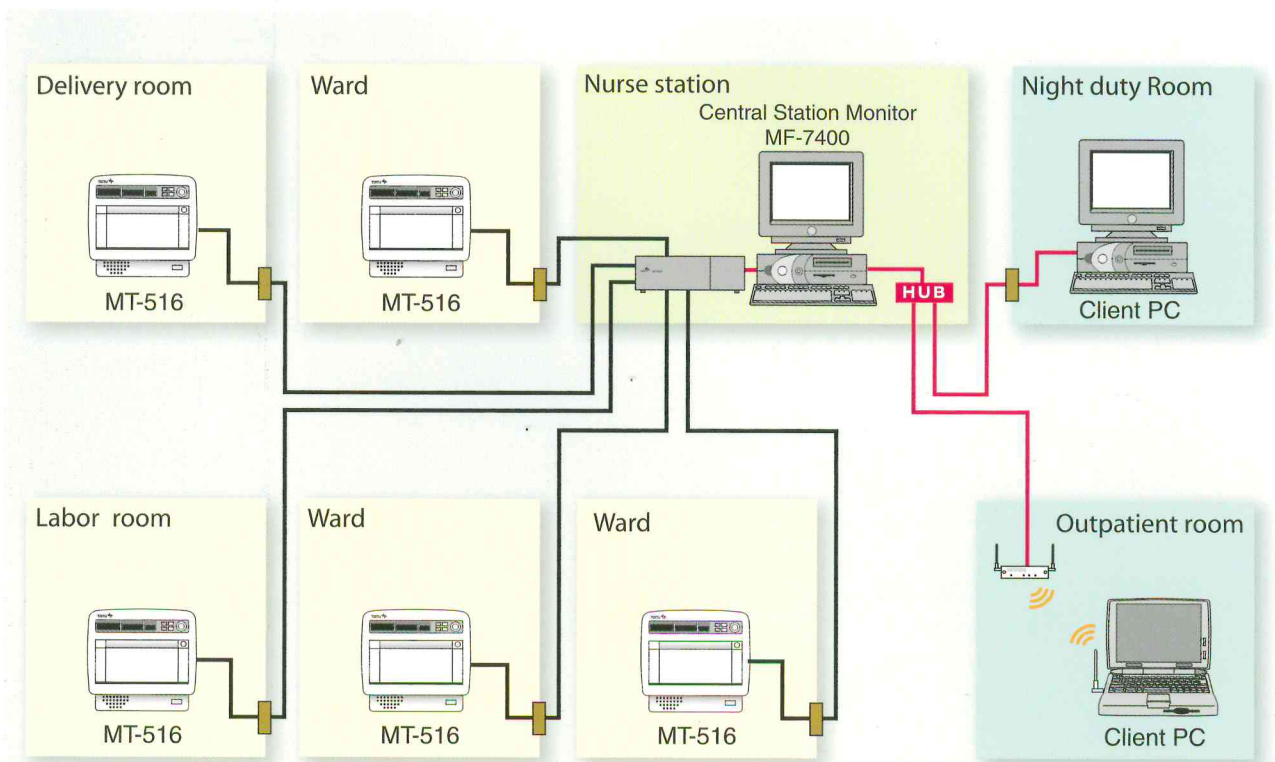 Delivery room
MT-516
Ward
MT-516
Nurse station
Central Station Monitor
MF-7400
HUB
Night duty Room
Client PC
Labor room
MT-516
Ward
MT-516
Ward
MT-516
Outpatient room
Client PC